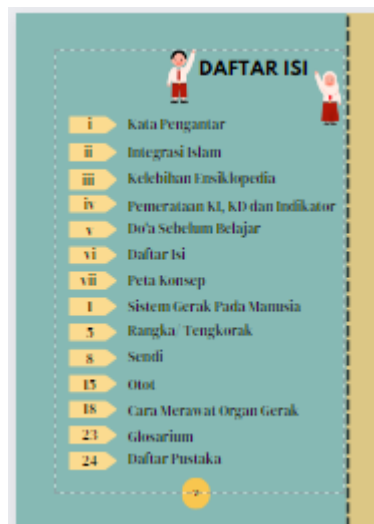 DAFTAR ISI
i Kata Pengantar
ii Integrasi Islam
iii Kelebihan Ensiklopedia
iv Pemerataan KI, KD dan Indikator
v Do'a Sebelum Belajar
vi Daftar Isi
vii Peta Konsep
1 Sistem Gerak Pada Manusia
5 Rangka/ Tengkorak
8 Sendi
15 Otot
18 Cara Merawat Organ Gerak
23 Glosarium
24 Daftar Pustaka